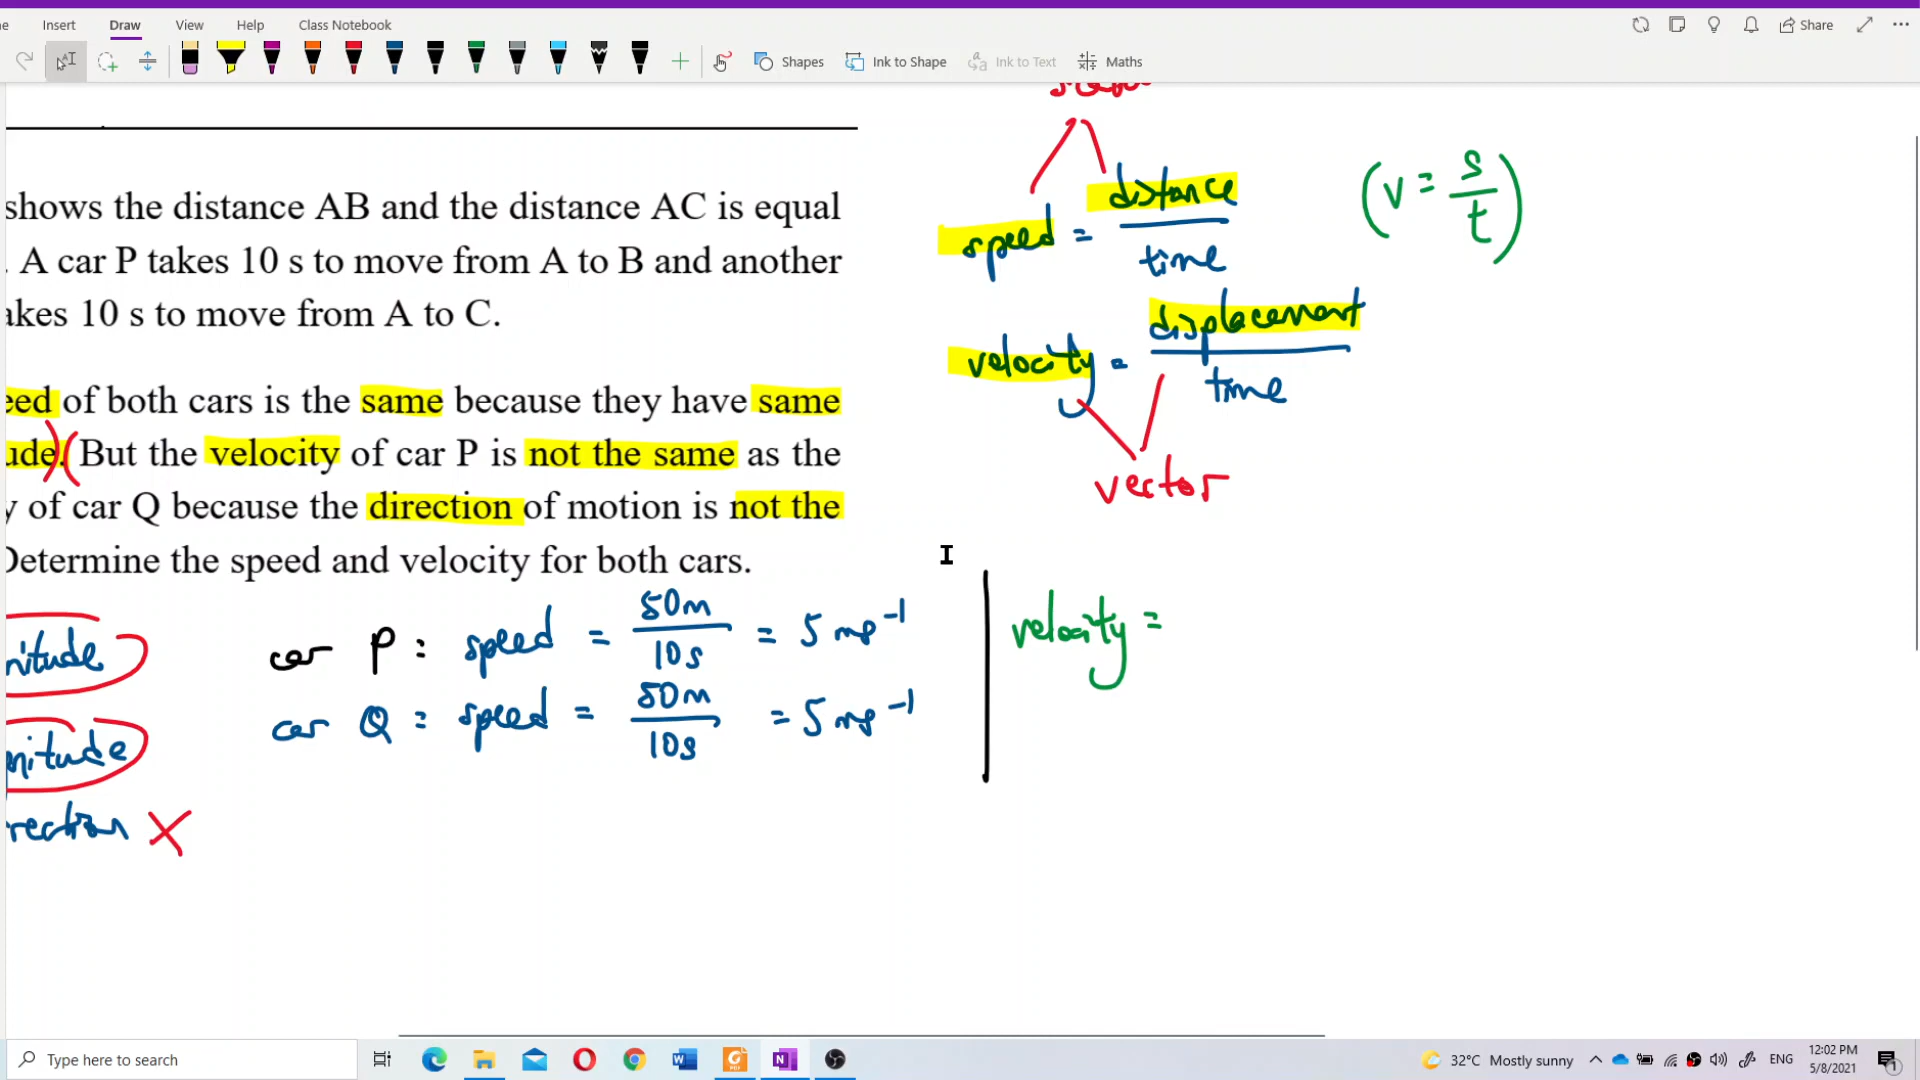 Insert Draw View Help Class Notebook Share
Shapes Ink to Shape Ink to Text Maths
shows the distance AB and the distance AC is equal
. A car P takes 10 s to move from A to B and another
akes 10 s to move from A to C.
eed of both cars is the same because they have same
ude. But the velocity of car P is not the same as the
y of car Q because the direction of motion is not the
Determine the speed and velocity for both cars.
speed = distance / time
(v = s / t)
velocity = displacement / time
vector
nitude
nitude
rection X
car P : speed = 50m / 10s = 5 ms⁻¹
car Q : speed = 50m / 10s = 5 ms⁻¹
velocity =
Type here to search
32°C Mostly sunny ENG 12:02 PM
5/8/2021